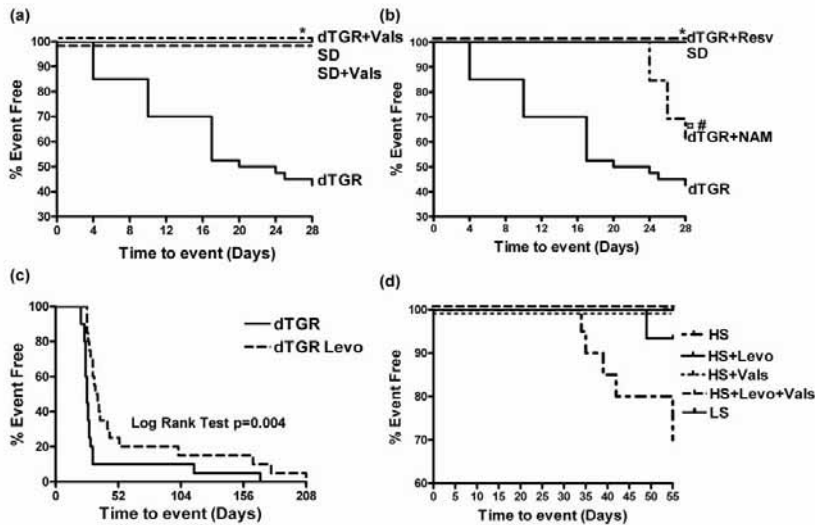 (a)
% Event Free
100
90
80
70
60
50
40
30
0 4 8 12 16 20 24 28
Time to event (Days)
*
dTGR+Vals
SD
SD+Vals
dTGR
(b)
% Event Free
100
90
80
70
60
50
40
30
0 4 8 12 16 20 24 28
Time to event (Days)
*
dTGR+Resv
SD
¤ #
dTGR+NAM
dTGR
(c)
% Event Free
100
80
60
40
20
0
0 52 104 156 208
Time to event (Days)
dTGR
dTGR Levo
Log Rank Test p=0.004
(d)
% Event Free
100
90
80
70
60
0 5 10 15 20 25 30 35 40 45 50 55
Time to event (Days)
HS
HS+Levo
HS+Vals
HS+Levo+Vals
LS